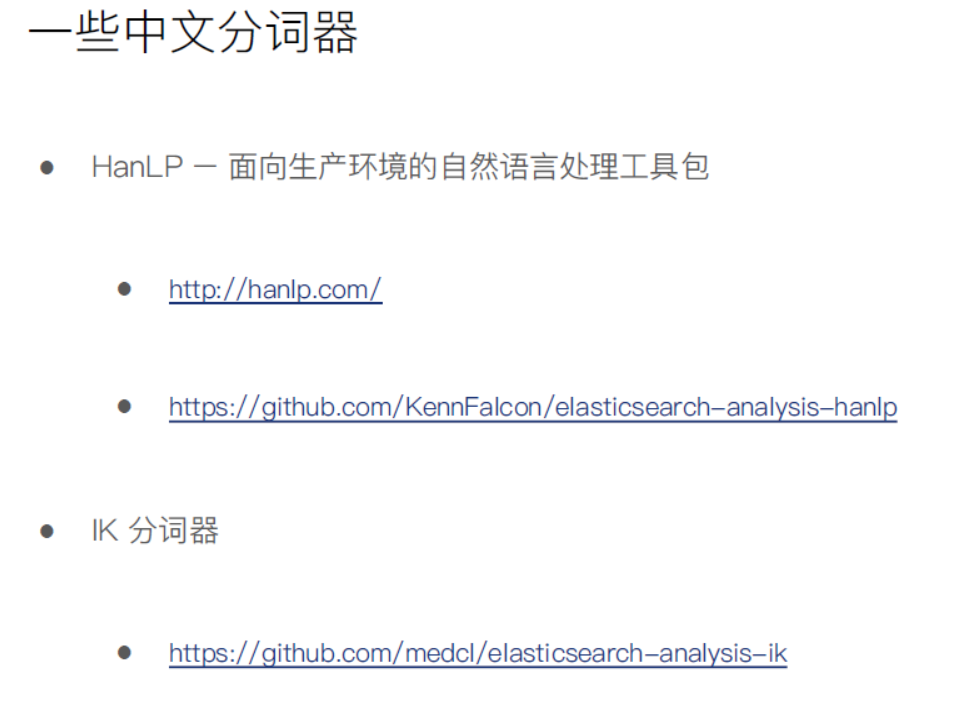 一些中文分词器
● HanLP – 面向生产环境的自然语言处理工具包
● http://hanlp.com/
● https://github.com/KennFalcon/elasticsearch-analysis-hanlp
● IK 分词器
● https://github.com/medcl/elasticsearch-analysis-ik